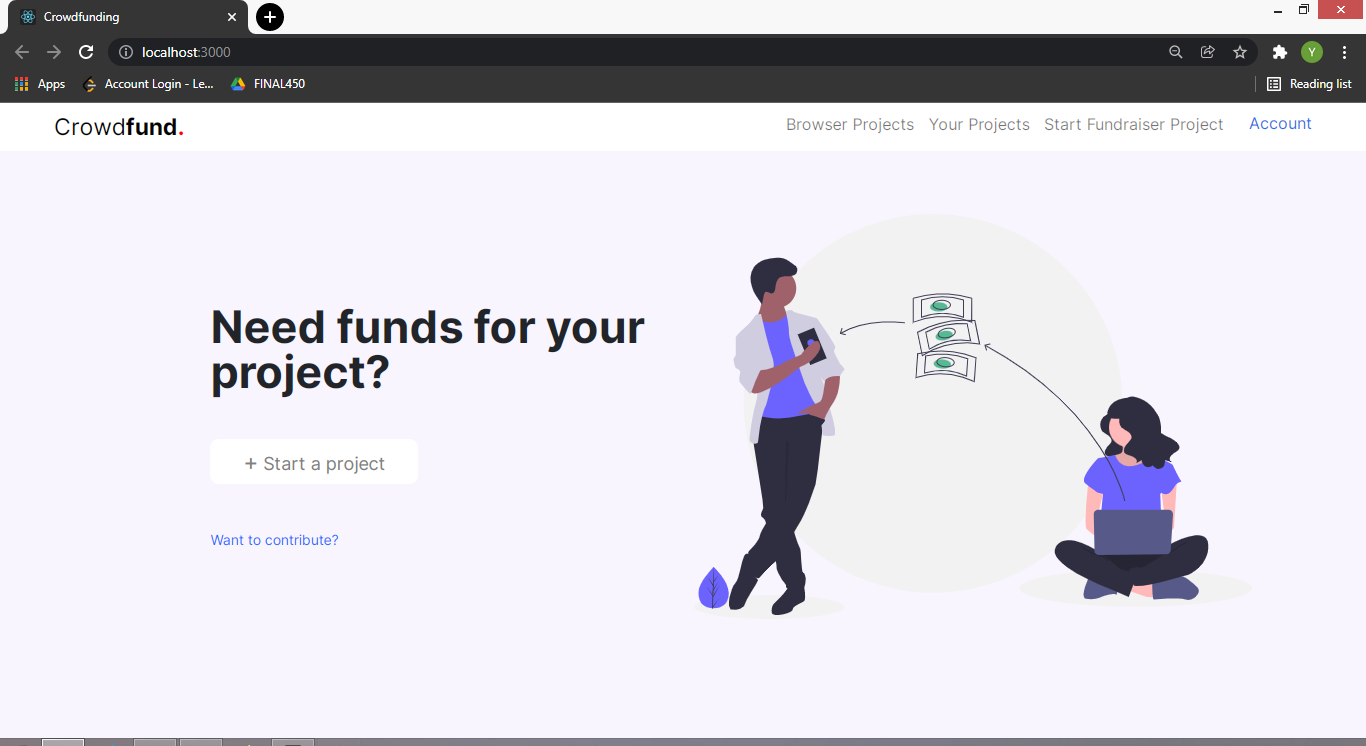 Crowdfunding
localhost:3000
Y
Apps
Account Login - Le...
FINAL450
Reading list
Crowdfund.
Browser Projects
Your Projects
Start Fundraiser Project
Account
Need funds for your
project?
+ Start a project
Want to contribute?